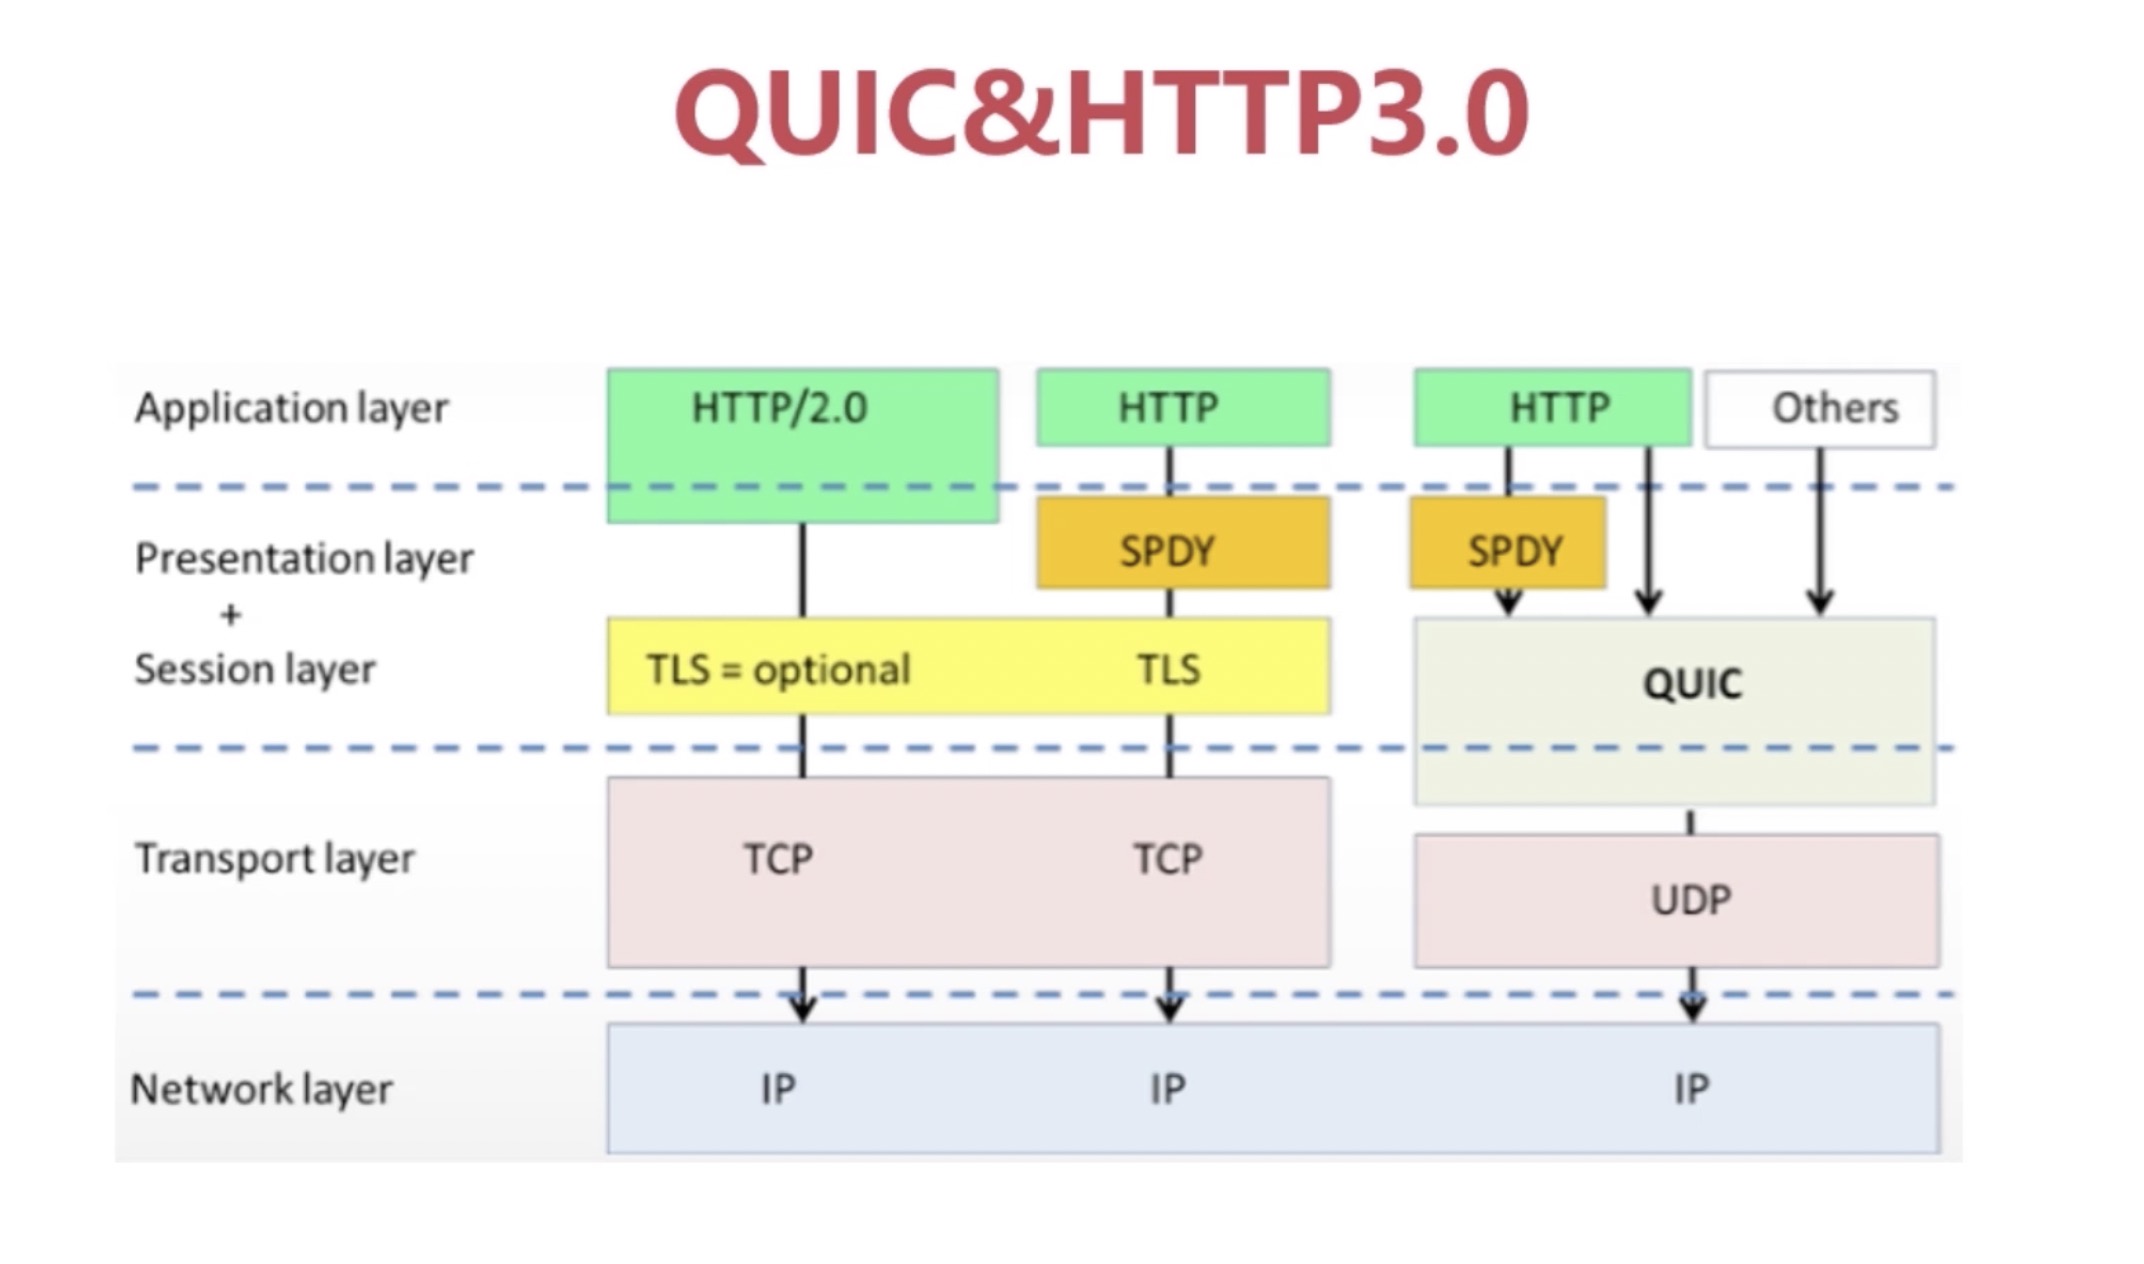 QUIC&HTTP3.0
Application layer
HTTP/2.0
HTTP
HTTP
Others
Presentation layer
+
Session layer
SPDY
SPDY
TLS = optional
TLS
QUIC
Transport layer
TCP
TCP
UDP
Network layer
IP
IP
IP